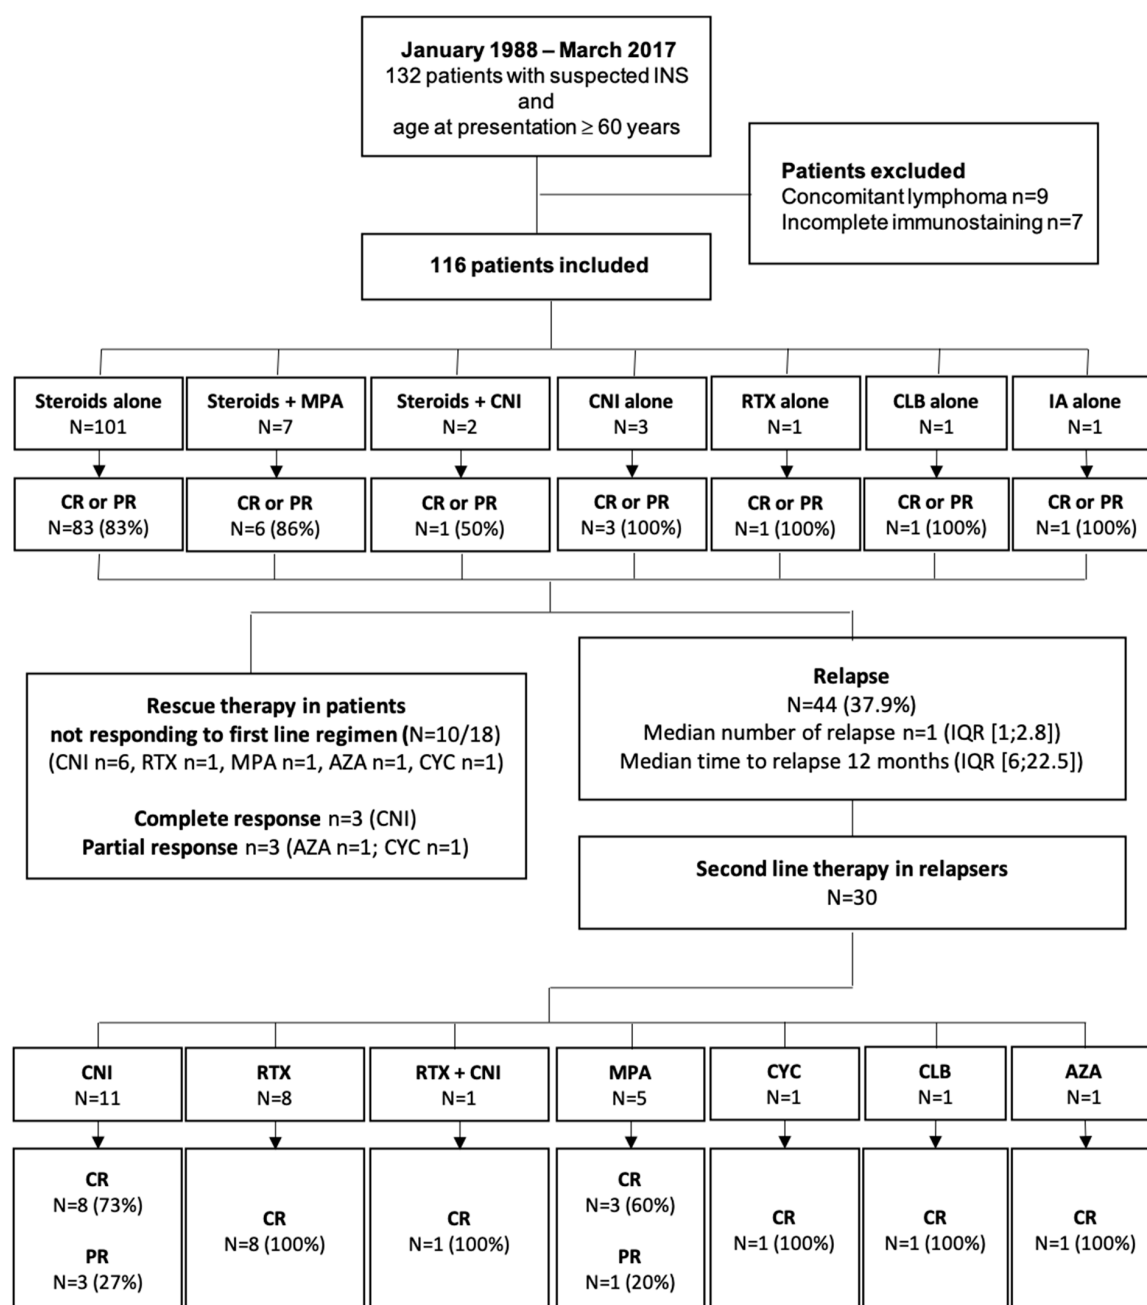 January 1988 – March 2017
132 patients with suspected INS
and
age at presentation ≥ 60 years
Patients excluded
Concomitant lymphoma n=9
Incomplete immunostaining n=7
116 patients included
Steroids alone
N=101
Steroids + MPA
N=7
Steroids + CNI
N=2
CNI alone
N=3
RTX alone
N=1
CLB alone
N=1
IA alone
N=1
CR or PR
N=83 (83%)
CR or PR
N=6 (86%)
CR or PR
N=1 (50%)
CR or PR
N=3 (100%)
CR or PR
N=1 (100%)
CR or PR
N=1 (100%)
CR or PR
N=1 (100%)
Rescue therapy in patients
not responding to first line regimen (N=10/18)
(CNI n=6, RTX n=1, MPA n=1, AZA n=1, CYC n=1)
Complete response n=3 (CNI)
Partial response n=3 (AZA n=1; CYC n=1)
Relapse
N=44 (37.9%)
Median number of relapse n=1 (IQR [1;2.8])
Median time to relapse 12 months (IQR [6;22.5])
Second line therapy in relapsers
N=30
CNI
N=11
RTX
N=8
RTX + CNI
N=1
MPA
N=5
CYC
N=1
CLB
N=1
AZA
N=1
CR
N=8 (73%)
PR
N=3 (27%)
CR
N=8 (100%)
CR
N=1 (100%)
CR
N=3 (60%)
PR
N=1 (20%)
CR
N=1 (100%)
CR
N=1 (100%)
CR
N=1 (100%)